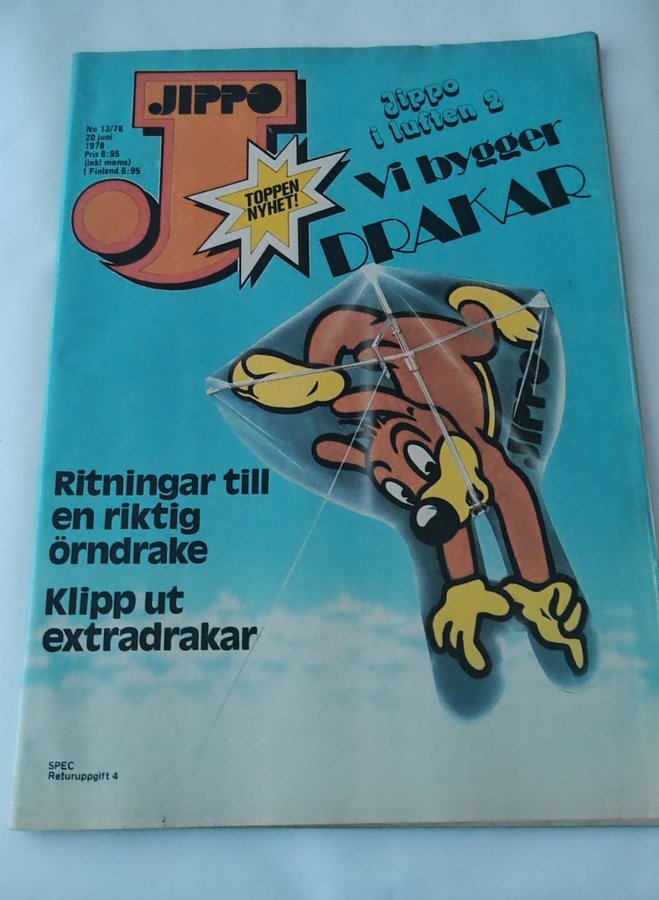 JIPPO
No 13/78
20 juni
1978
Pris 8:95
(inkl moms)
I Finland 6:95
TOPPEN
NYHET!
Jippo
i luften 2
Vi bygger
DRAKAR
JIPPO
Ritningar till
en riktig
örndrake
Klipp ut
extradrakar
SPEC
Returuppgift 4